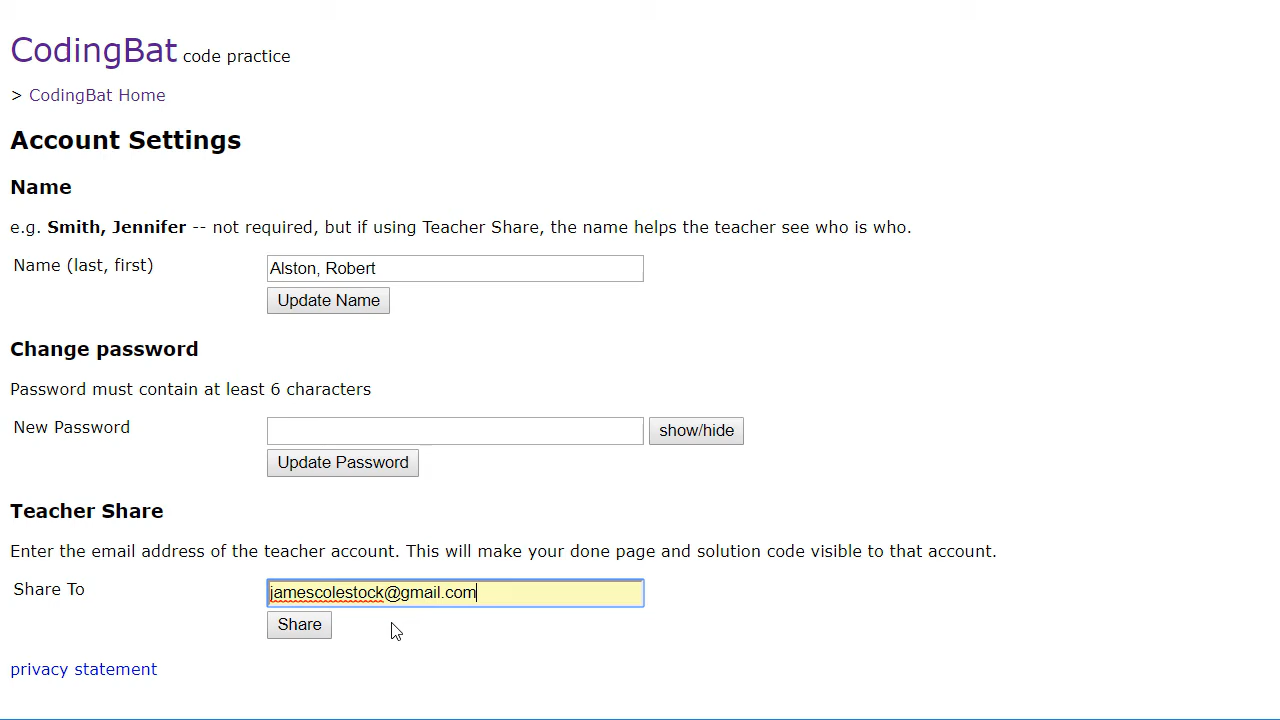 CodingBat code practice
> CodingBat Home
Account Settings
Name
e.g. Smith, Jennifer -- not required, but if using Teacher Share, the name helps the teacher see who is who.
Name (last, first) Alston, Robert
Update Name
Change password
Password must contain at least 6 characters
New Password show/hide
Update Password
Teacher Share
Enter the email address of the teacher account. This will make your done page and solution code visible to that account.
Share To jamescolestock@gmail.com
Share
privacy statement